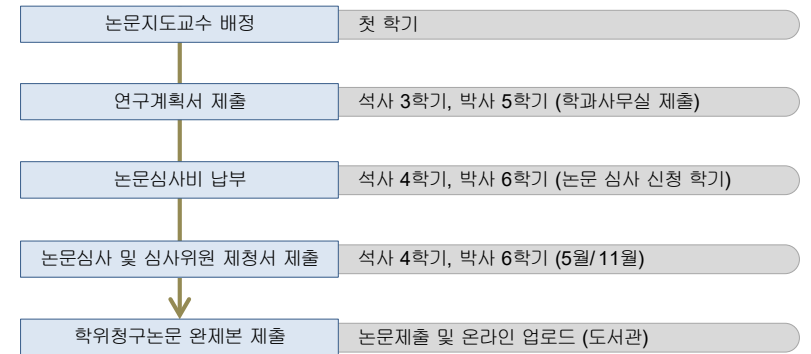 논문지도교수 배정
첫 학기
연구계획서 제출
석사 3학기, 박사 5학기 (학과사무실 제출)
논문심사비 납부
석사 4학기, 박사 6학기 (논문 심사 신청 학기)
논문심사 및 심사위원 제청서 제출
석사 4학기, 박사 6학기 (5월/ 11월)
학위청구논문 완제본 제출
논문제출 및 온라인 업로드 (도서관)